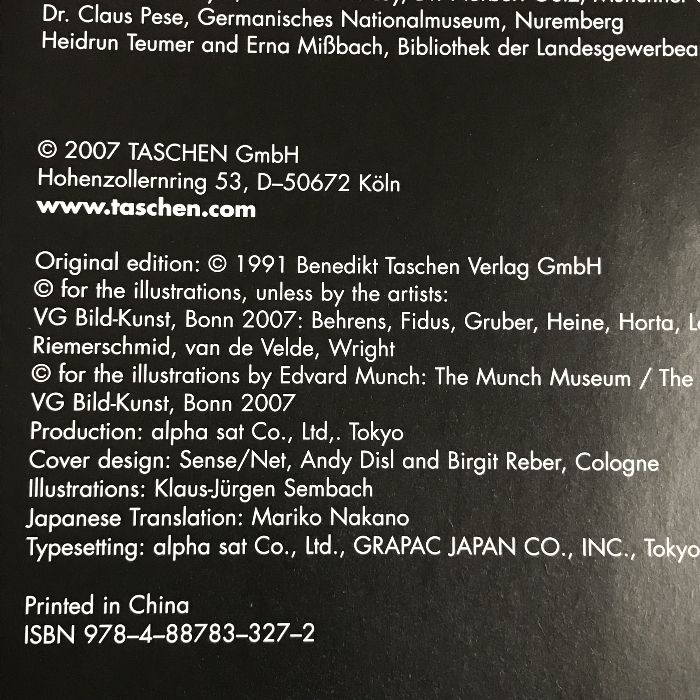 Dr. Claus Pese, Germanisches Nationalmuseum, Nuremberg
Heidrun Teumer and Erna Mißbach, Bibliothek der Landesgewerbea
© 2007 TASCHEN GmbH
Hohenzollernring 53, D–50672 Köln
www.taschen.com
Original edition: © 1991 Benedikt Taschen Verlag GmbH
© for the illustrations, unless by the artists:
VG Bild-Kunst, Bonn 2007: Behrens, Fidus, Gruber, Heine, Horta,
Riemerschmid, van de Velde, Wright
© for the illustrations by Edvard Munch: The Munch Museum / The
VG Bild-Kunst, Bonn 2007
Production: alpha sat Co., Ltd,. Tokyo
Cover design: Sense/Net, Andy Disl and Birgit Reber, Cologne
Illustrations: Klaus-Jürgen Sembach
Japanese Translation: Mariko Nakano
Typesetting: alpha sat Co., Ltd., GRAPAC JAPAN CO., INC., Tokyo
Printed in China
ISBN 978–4–88783–327–2